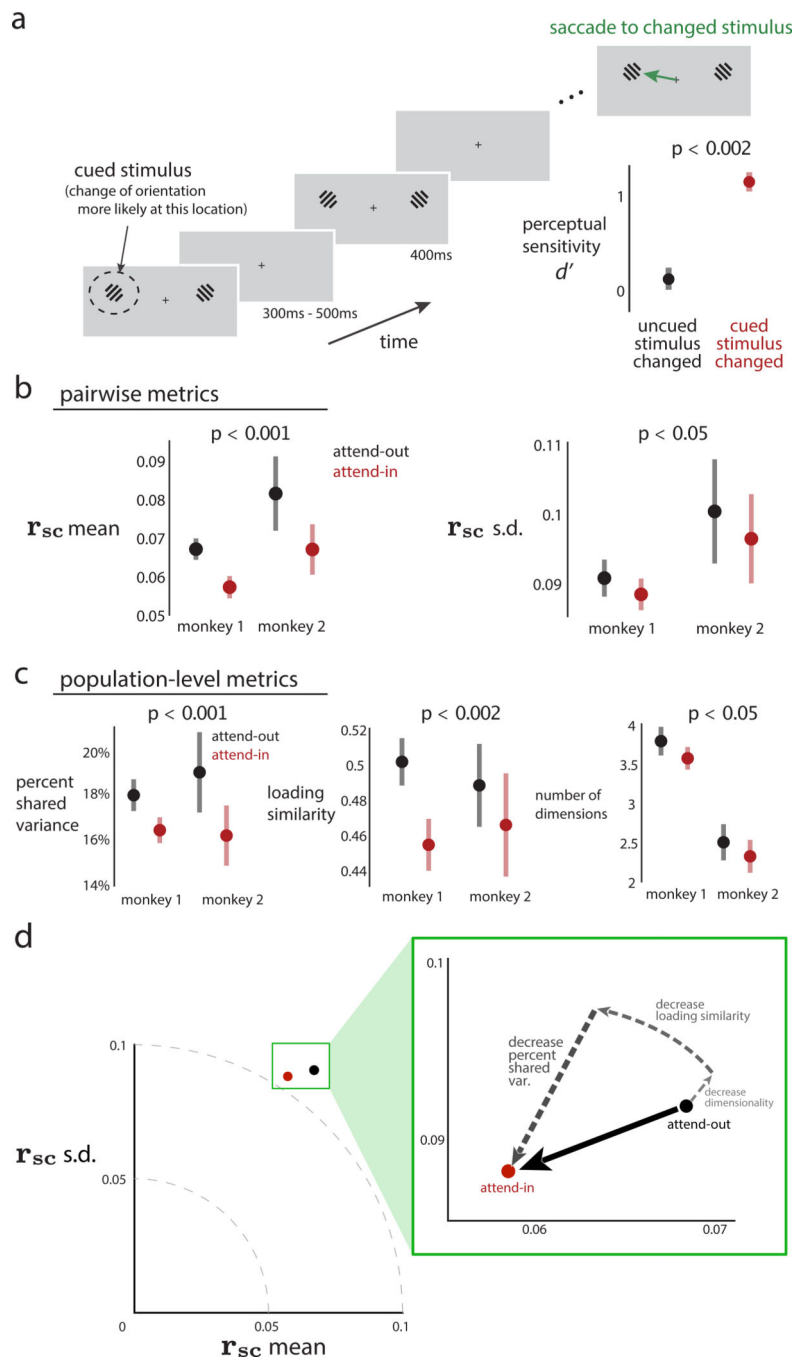 a
saccade to changed stimulus
cued stimulus
(change of orientation
more likely at this location)
400ms
300ms - 500ms
time
p < 0.002
perceptual
sensitivity
d′
1
0
uncued
stimulus
changed
cued
stimulus
changed
b
pairwise metrics
p < 0.001
attend-out
attend-in
rsc mean
0.09
0.08
0.07
0.06
0.05
monkey 1
monkey 2
p < 0.05
rsc s.d.
0.11
0.1
0.09
monkey 1
monkey 2
c
population-level metrics
p < 0.001
attend-out
attend-in
percent
shared
variance
20%
18%
16%
14%
monkey 1
monkey 2
p < 0.002
loading
similarity
0.52
0.5
0.48
0.46
0.44
monkey 1
monkey 2
p < 0.05
number of
dimensions
4
3.5
3
2.5
2
monkey 1
monkey 2
d
rsc s.d.
0.1
0.05
0
0.05
0.1
rsc mean
0.1
0.09
0.06
0.07
decrease
loading similarity
decrease
percent
shared
var.
decrease
dimensionality
attend-out
attend-in